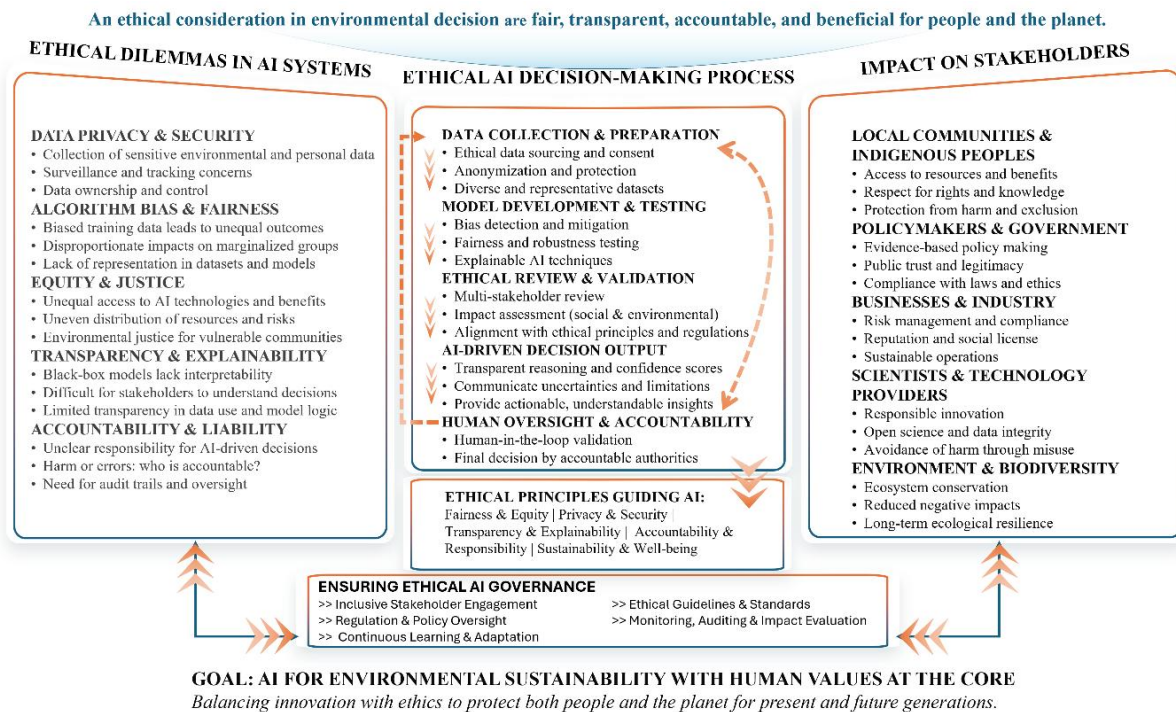 An ethical consideration in environmental decision are fair, transparent, accountable, and beneficial for people and the planet.
ETHICAL DILEMMAS IN AI SYSTEMS
DATA PRIVACY & SECURITY
• Collection of sensitive environmental and personal data
• Surveillance and tracking concerns
• Data ownership and control
ALGORITHM BIAS & FAIRNESS
• Biased training data leads to unequal outcomes
• Disproportionate impacts on marginalized groups
• Lack of representation in datasets and models
EQUITY & JUSTICE
• Unequal access to AI technologies and benefits
• Uneven distribution of resources and risks
• Environmental justice for vulnerable communities
TRANSPARENCY & EXPLAINABILITY
• Black-box models lack interpretability
• Difficult for stakeholders to understand decisions
• Limited transparency in data use and model logic
ACCOUNTABILITY & LIABILITY
• Unclear responsibility for AI-driven decisions
• Harm or errors: who is accountable?
• Need for audit trails and oversight
ETHICAL AI DECISION-MAKING PROCESS
DATA COLLECTION & PREPARATION
• Ethical data sourcing and consent
• Anonymization and protection
• Diverse and representative datasets
MODEL DEVELOPMENT & TESTING
• Bias detection and mitigation
• Fairness and robustness testing
• Explainable AI techniques
ETHICAL REVIEW & VALIDATION
• Multi-stakeholder review
• Impact assessment (social & environmental)
• Alignment with ethical principles and regulations
AI-DRIVEN DECISION OUTPUT
• Transparent reasoning and confidence scores
• Communicate uncertainties and limitations
• Provide actionable, understandable insights
HUMAN OVERSIGHT & ACCOUNTABILITY
• Human-in-the-loop validation
• Final decision by accountable authorities
ETHICAL PRINCIPLES GUIDING AI:
Fairness & Equity | Privacy & Security |
Transparency & Explainability | Accountability &
Responsibility | Sustainability & Well-being
IMPACT ON STAKEHOLDERS
LOCAL COMMUNITIES &
INDIGENOUS PEOPLES
• Access to resources and benefits
• Respect for rights and knowledge
• Protection from harm and exclusion
POLICYMAKERS & GOVERNMENT
• Evidence-based policy making
• Public trust and legitimacy
• Compliance with laws and ethics
BUSINESSES & INDUSTRY
• Risk management and compliance
• Reputation and social license
• Sustainable operations
SCIENTISTS & TECHNOLOGY
PROVIDERS
• Responsible innovation
• Open science and data integrity
• Avoidance of harm through misuse
ENVIRONMENT & BIODIVERSITY
• Ecosystem conservation
• Reduced negative impacts
• Long-term ecological resilience
ENSURING ETHICAL AI GOVERNANCE
>> Inclusive Stakeholder Engagement
>> Regulation & Policy Oversight
>> Continuous Learning & Adaptation
>> Ethical Guidelines & Standards
>> Monitoring, Auditing & Impact Evaluation
GOAL: AI FOR ENVIRONMENTAL SUSTAINABILITY WITH HUMAN VALUES AT THE CORE
Balancing innovation with ethics to protect both people and the planet for present and future generations.